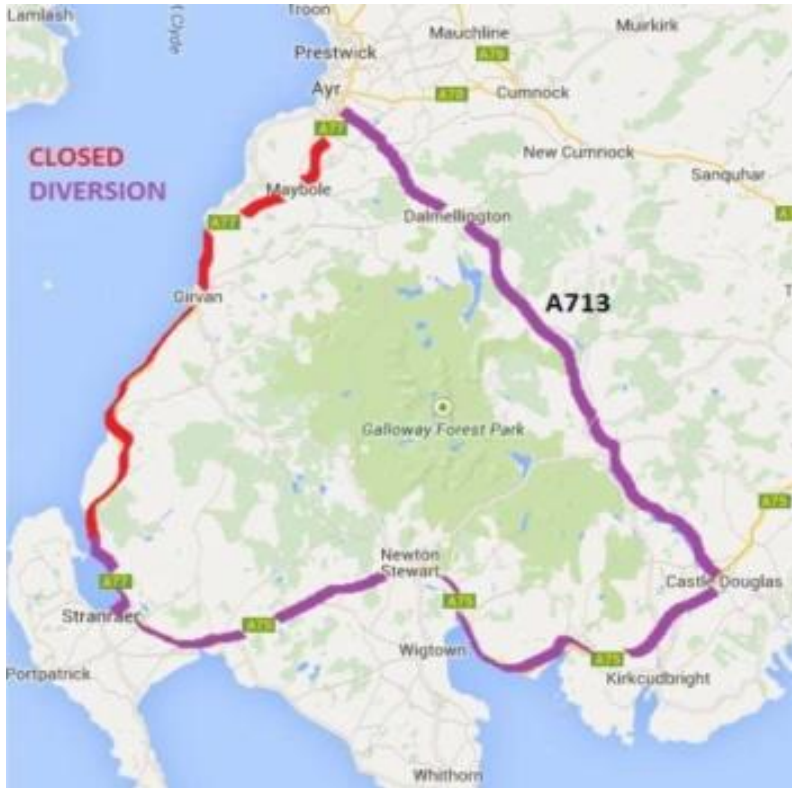 Lamlash
f Clyde
Troon
Prestwick
Mauchline
Muirkirk
A76
Ayr
A70
Cumnock
A77
CLOSED
DIVERSION
New Cumnock
Sanquhar
Maybole
A77
Dalmellington
Girvan
A713
Galloway Forest Park
A75
Newton
Stewart
A77
Castle Douglas
Stranraer
A75
A75
Wigtown
Portpatrick
A75
Kirkcudbright
Whithorn